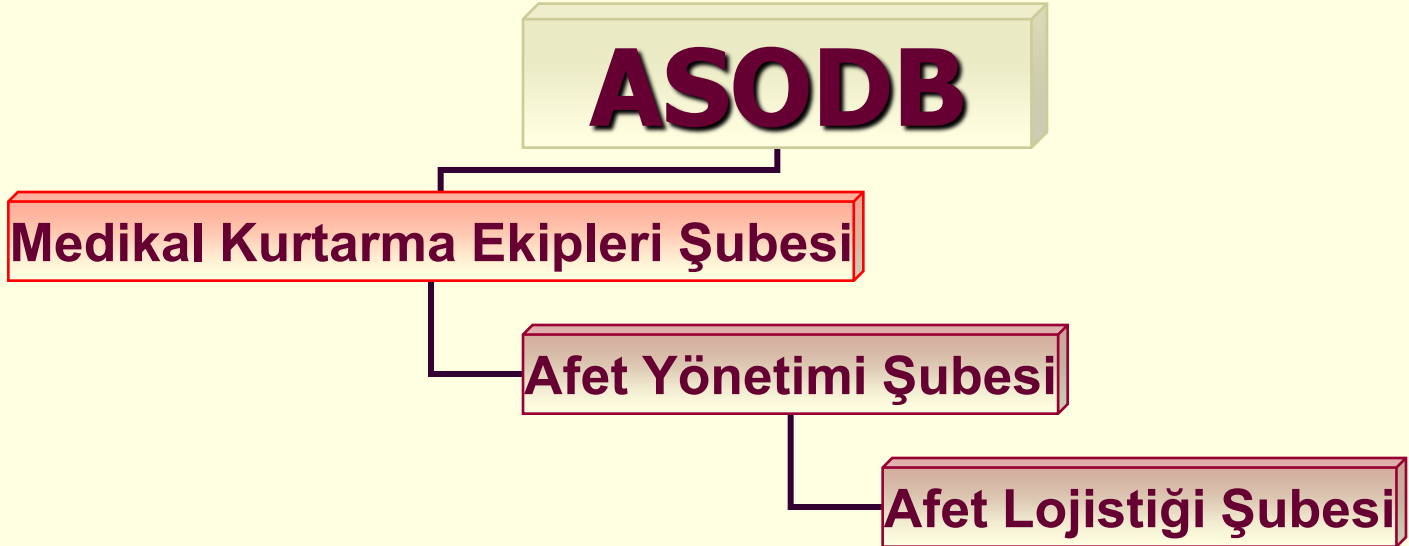 ASODB
Medikal Kurtarma Ekipleri Şubesi
Afet Yönetimi Şubesi
Afet Lojistiği Şubesi